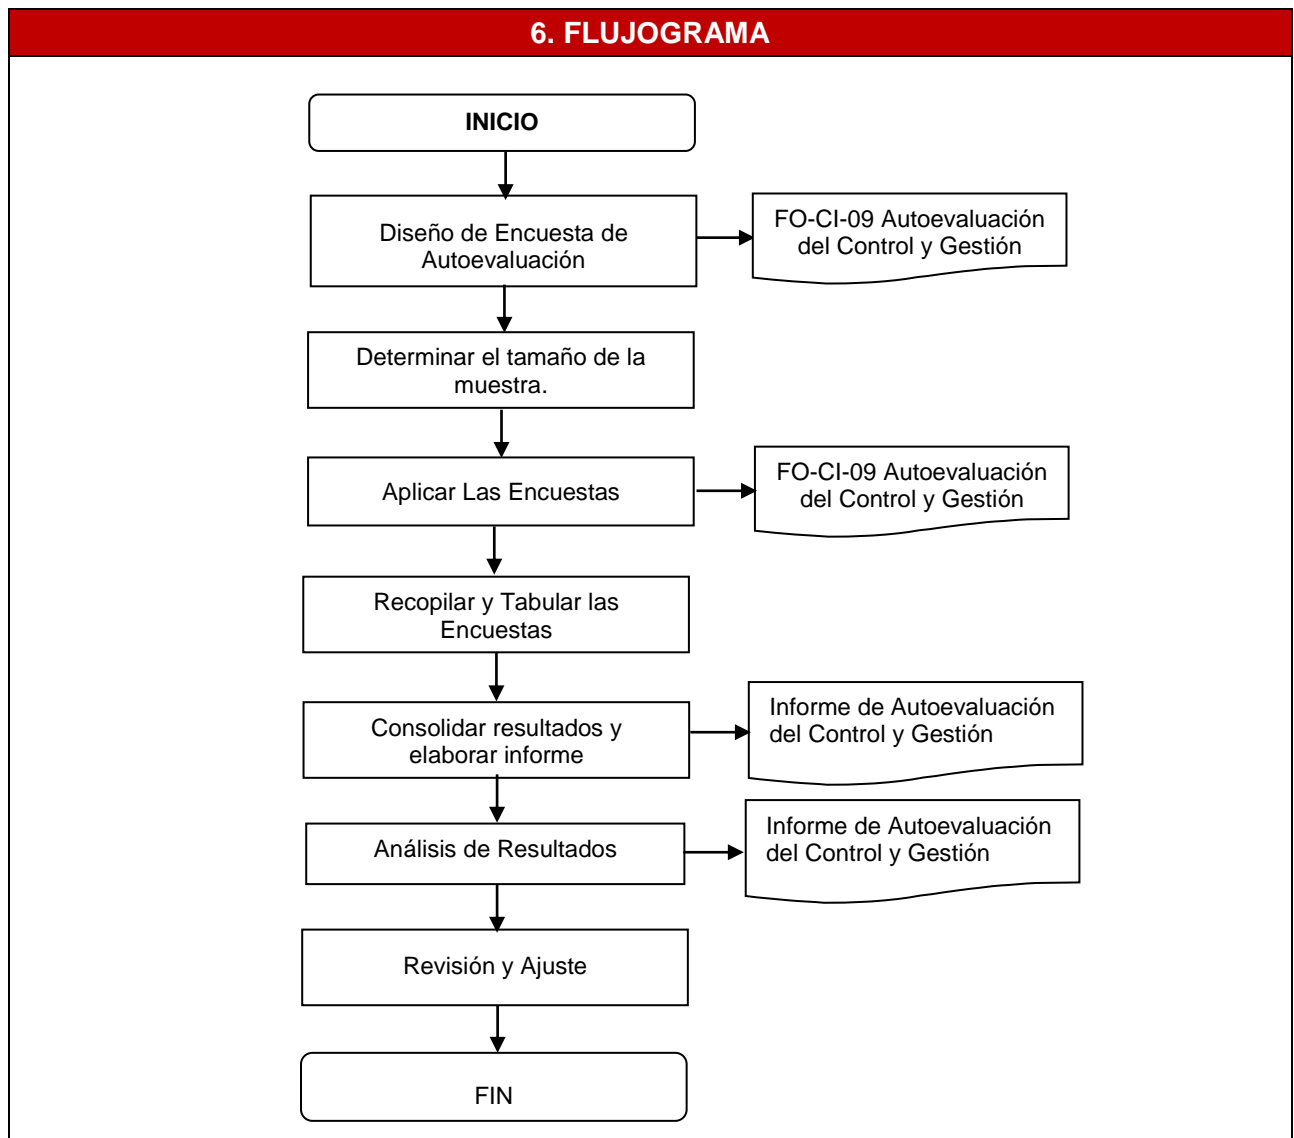 6. FLUJOGRAMA
INICIO
Diseño de Encuesta de
Autoevaluación
FO-CI-09 Autoevaluación
del Control y Gestión
Determinar el tamaño de la
muestra.
Aplicar Las Encuestas
FO-CI-09 Autoevaluación
del Control y Gestión
Recopilar y Tabular las
Encuestas
Consolidar resultados y
elaborar informe
Informe de Autoevaluación
del Control y Gestión
Análisis de Resultados
Informe de Autoevaluación
del Control y Gestión
Revisión y Ajuste
FIN